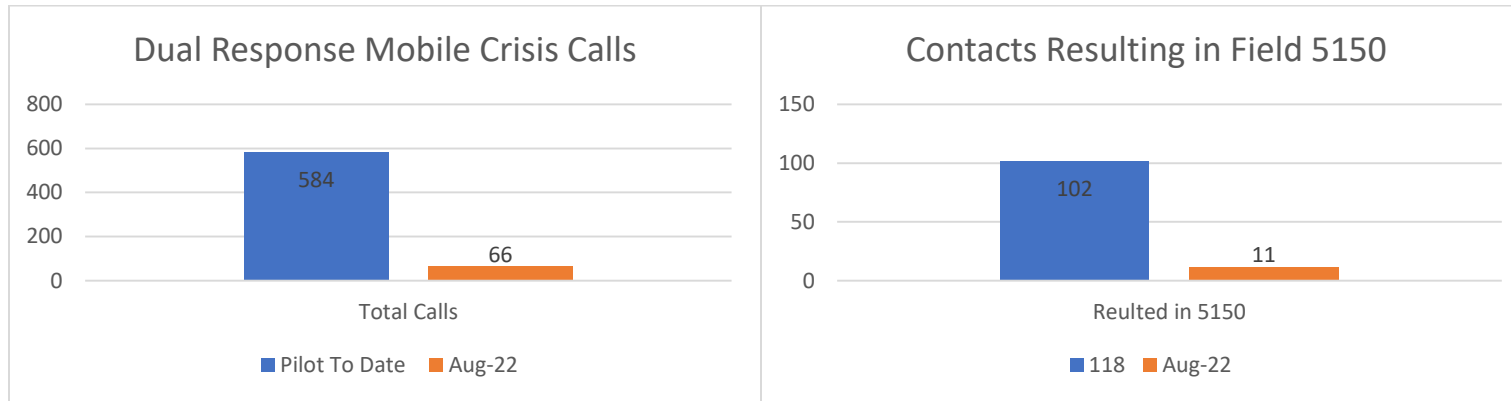 Dual Response Mobile Crisis Calls
800
600
400
200
0
584
66
Total Calls
Pilot To Date Aug-22
Contacts Resulting in Field 5150
150
100
50
0
102
11
Reulted in 5150
118 Aug-22